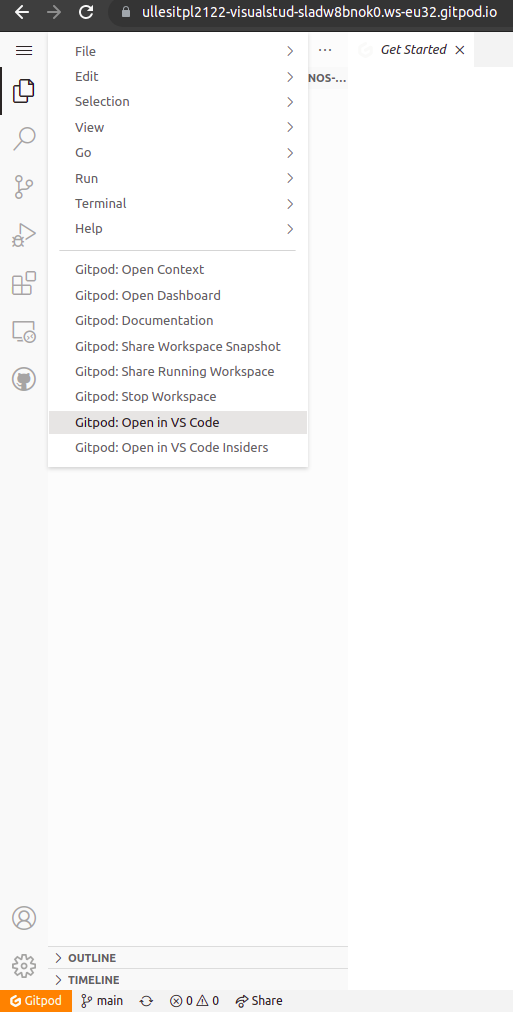 ullesitpl2122-visualstud-sladw8bnok0.ws-eu32.gitpod.io
File
Edit
Selection
View
Go
Run
Terminal
Help
Gitpod: Open Context
Gitpod: Open Dashboard
Gitpod: Documentation
Gitpod: Share Workspace Snapshot
Gitpod: Share Running Workspace
Gitpod: Stop Workspace
Gitpod: Open in VS Code
Gitpod: Open in VS Code Insiders
...
NOS-...
Get Started
OUTLINE
TIMELINE
Gitpod main 0 0 Share